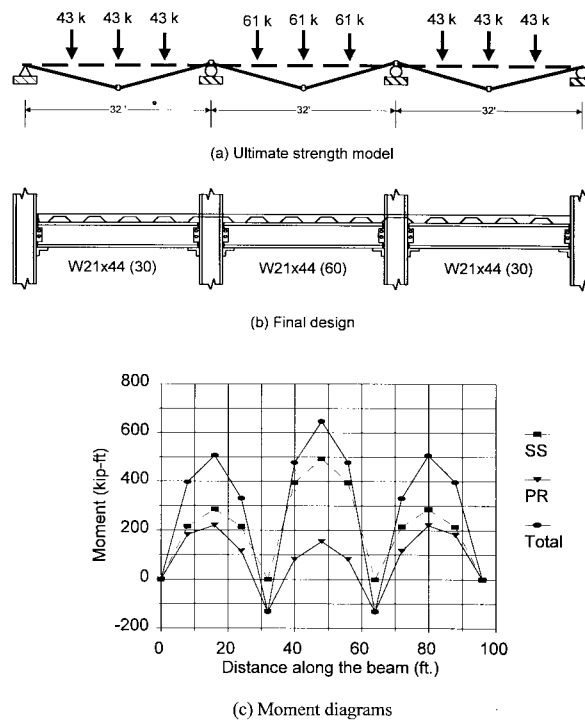 43 k 43 k 43 k 61 k 61 k 61 k 43 k 43 k 43 k
32' 32' 32'
(a) Ultimate strength model
W21x44 (30) W21x44 (60) W21x44 (30)
(b) Final design
800
600
400
200
0
-200
Moment (kip-ft)
0 20 40 60 80 100
Distance along the beam (ft.)
SS
PR
Total
(c) Moment diagrams